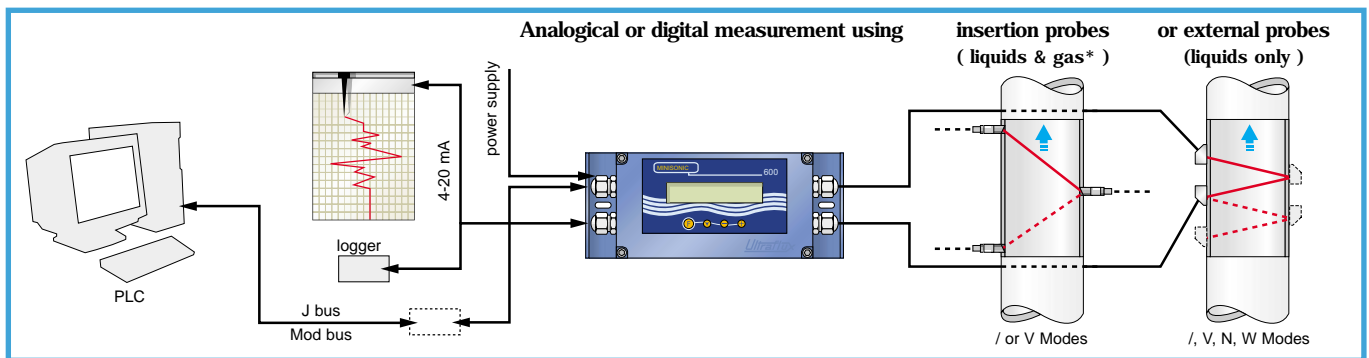 Analogical or digital measurement using
insertion probes
( liquids & gas* )
or external probes
(liquids only )
power supply
4-20 mA
MINISONIC
600
Ultraflux
logger
PLC
J bus
Mod bus
/ or V Modes
/, V, N, W Modes